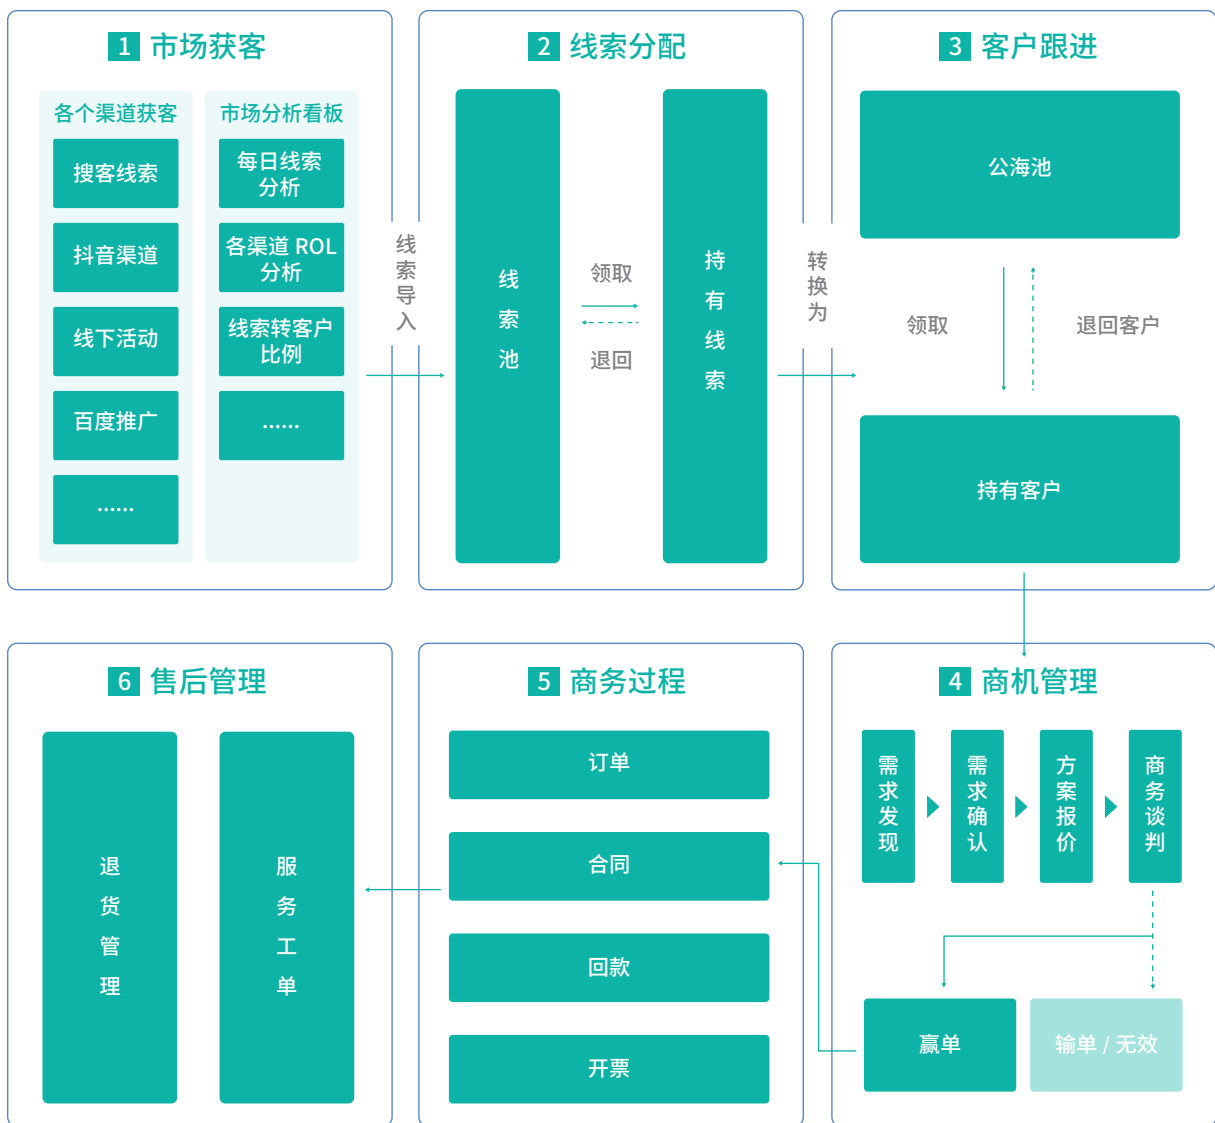 1 市场获客
各个渠道获客
搜客线索
抖音渠道
线下活动
百度推广
......
市场分析看板
每日线索
分析
各渠道 ROL
分析
线索转客户
比例
......
线索导入
2 线索分配
线索池
领取
退回
持有线索
转换为
3 客户跟进
公海池
领取
退回客户
持有客户
4 商机管理
需求发现
需求确认
方案报价
商务谈判
赢单
输单 / 无效
5 商务过程
订单
合同
回款
开票
6 售后管理
退货管理
服务工单